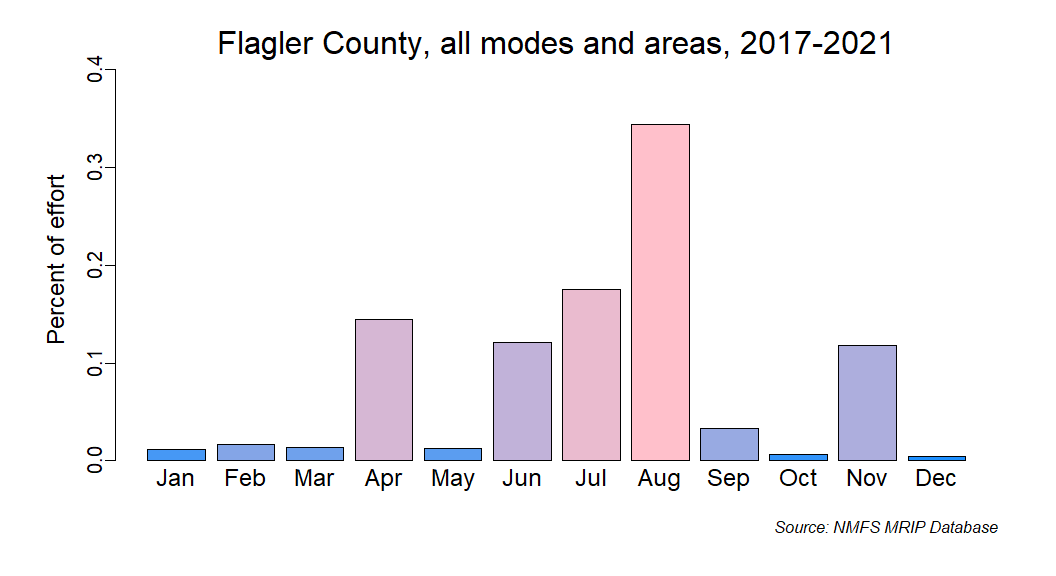 Flagler County, all modes and areas, 2017-2021
Percent of effort
0.4
0.3
0.2
0.1
0.0
Jan Feb Mar Apr May Jun Jul Aug Sep Oct Nov Dec
Source: NMFS MRIP Database